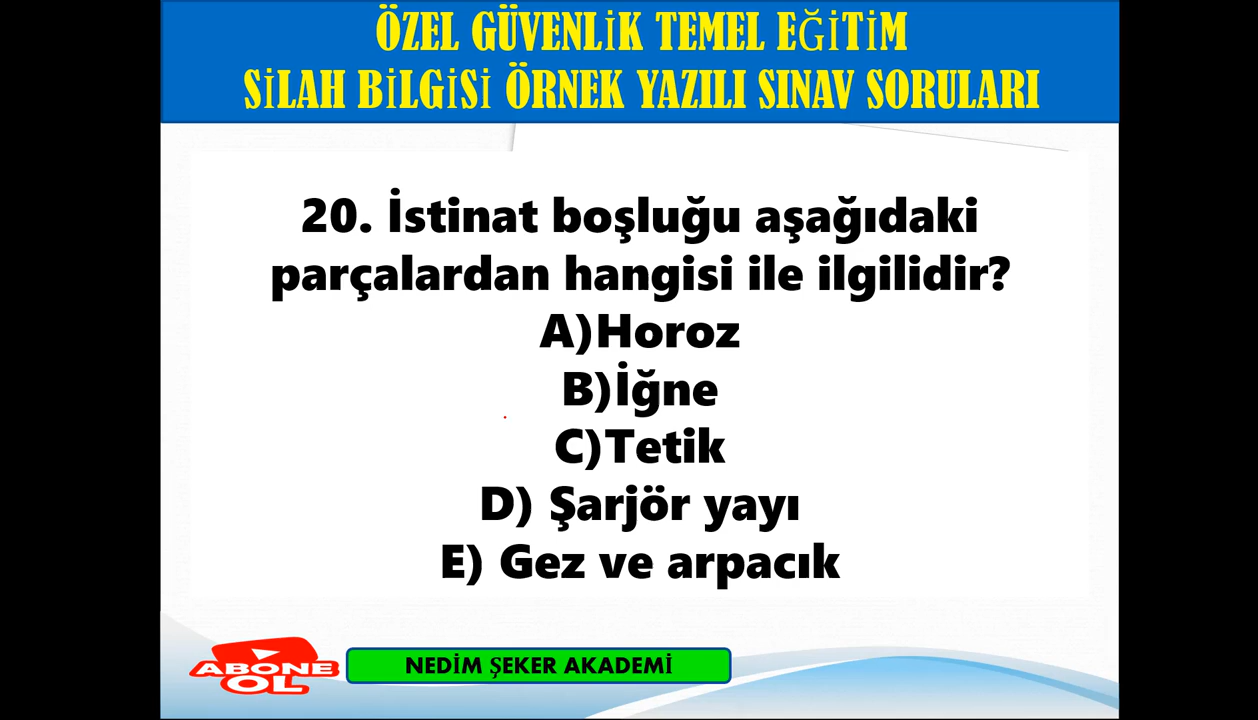 ÖZEL GÜVENLİK TEMEL EĞİTİM
SİLAH BİLGİSİ ÖRNEK YAZILI SINAV SORULARI
20. İstinat boşluğu aşağıdaki
parçalardan hangisi ile ilgilidir?
A)Horoz
B)İğne
C)Tetik
D) Şarjör yayı
E) Gez ve arpacık
ABONE
OL
NEDİM ŞEKER AKADEMİ